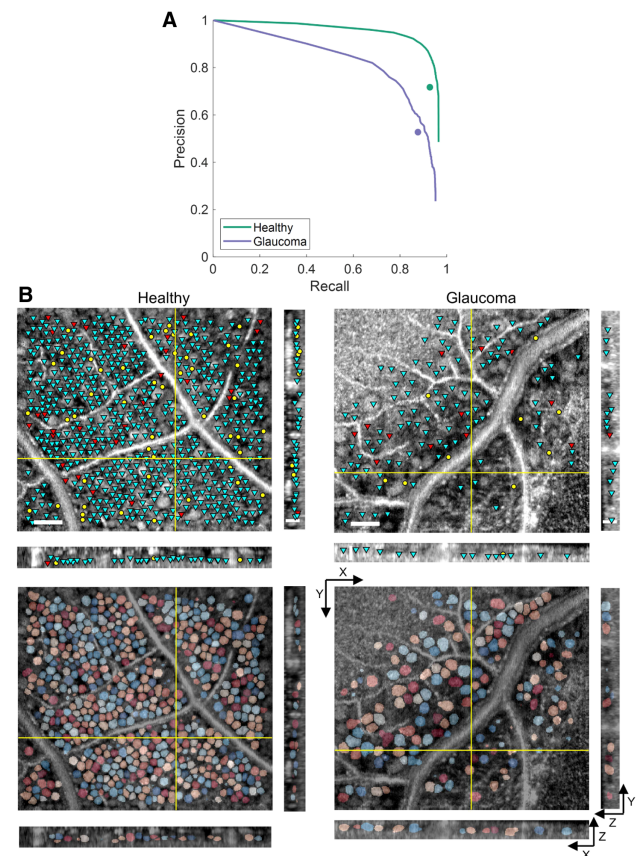 A
1
0.8
0.6
0.4
0.2
0
Precision
Healthy
Glaucoma
0 0.2 0.4 0.6 0.8 1
Recall
B
Healthy Glaucoma
X
Y
Y
Z
Z
X